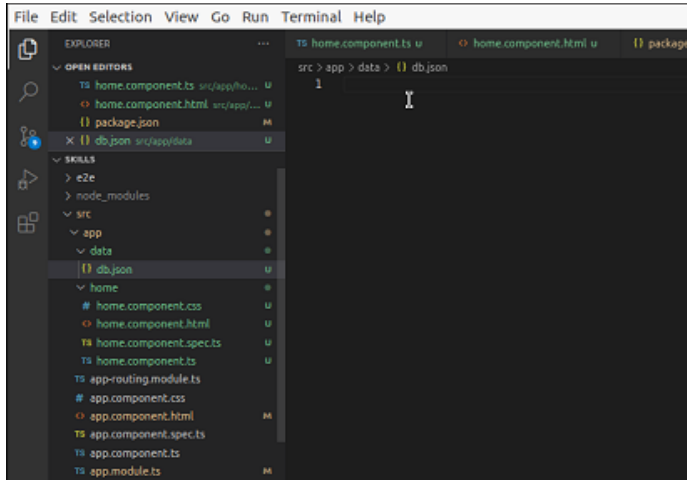 File Edit Selection View Go Run Terminal Help
EXPLORER ...
OPEN EDITORS
TS home.component.ts src/app/ho... U
<> home.component.html src/app/... U
{} package.json M
× {} db.json src/app/data U
SKILLS
> e2e
> node_modules
src
app
data
{} db.json U
home
# home.component.css U
<> home.component.html U
TS home.component.spec.ts U
TS home.component.ts U
TS app-routing.module.ts
# app.component.css
<> app.component.html M
TS app.component.spec.ts
TS app.component.ts
TS app.module.ts M
TS home.component.ts U <> home.component.html U {} package
src > app > data > {} db.json
1